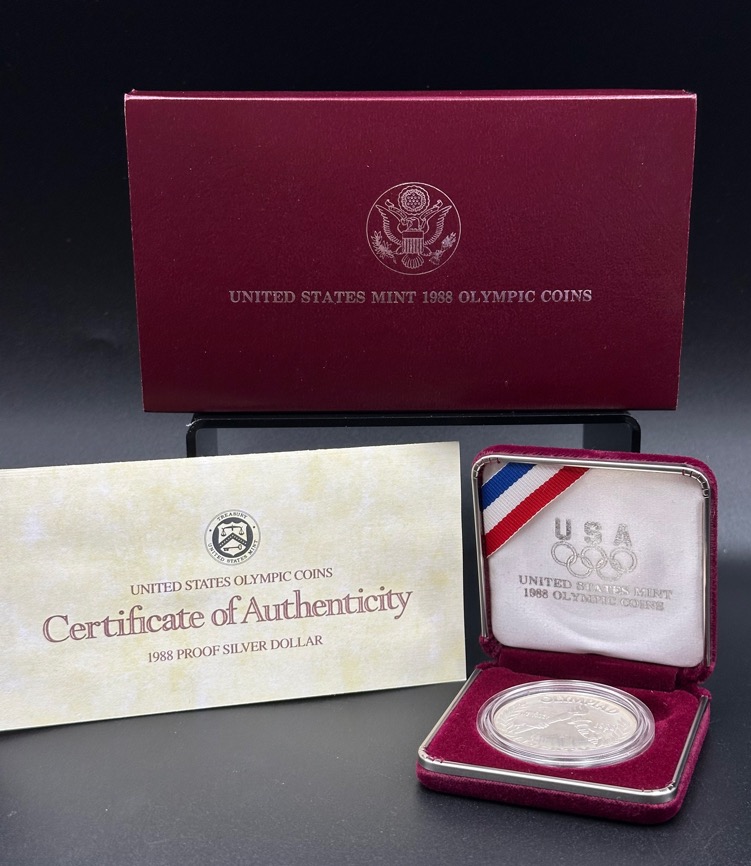 UNITED STATES MINT 1988 OLYMPIC COINS
TREASURY
UNITED STATES MINT
UNITED STATES OLYMPIC COINS
Certificate of Authenticity
1988 PROOF SILVER DOLLAR
USA
UNITED STATES MINT
1988 OLYMPIC COINS
OLYMPIAD